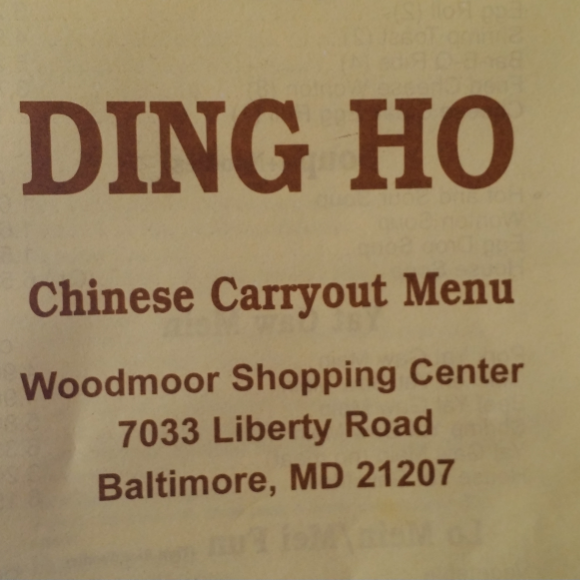 DING HO
Chinese Carryout Menu
Woodmoor Shopping Center
7033 Liberty Road
Baltimore, MD 21207